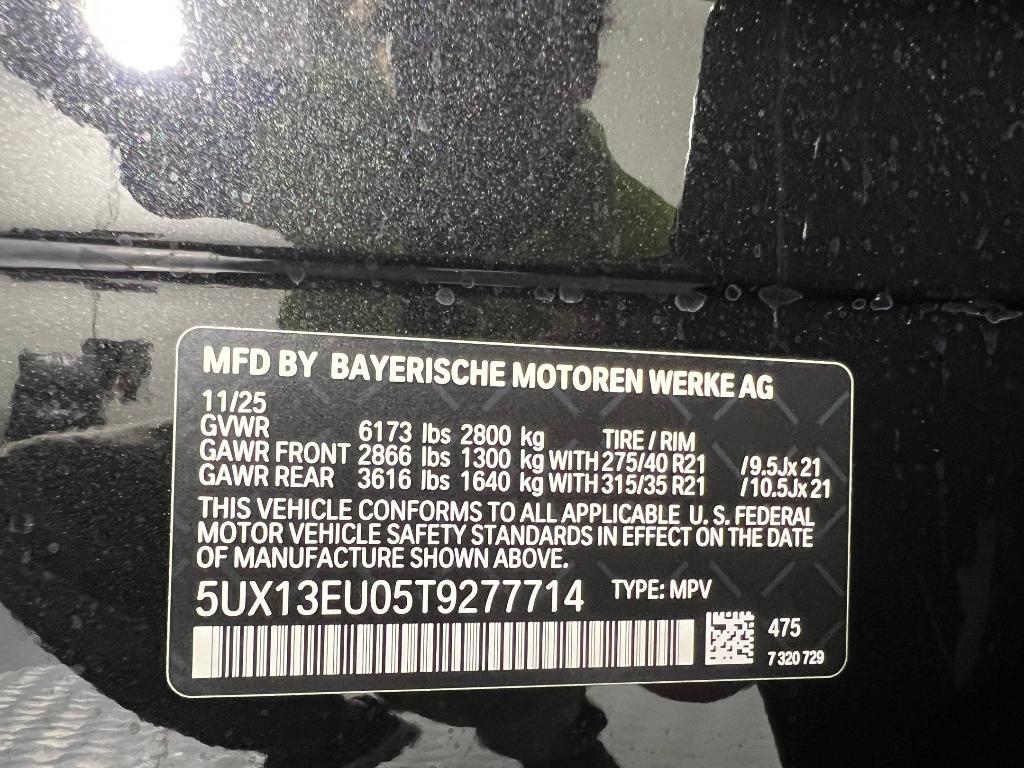 MFD BY BAYERISCHE MOTOREN WERKE AG
11/25
GVWR 6173 lbs 2800 kg TIRE / RIM
GAWR FRONT 2866 lbs 1300 kg WITH 275/40 R21 /9.5Jx21
GAWR REAR 3616 lbs 1640 kg WITH 315/35 R21 /10.5Jx21
THIS VEHICLE CONFORMS TO ALL APPLICABLE U.S. FEDERAL
MOTOR VEHICLE SAFETY STANDARDS IN EFFECT ON THE DATE
OF MANUFACTURE SHOWN ABOVE.
5UX13EU05T9277714 TYPE: MPV
475
7 320 729